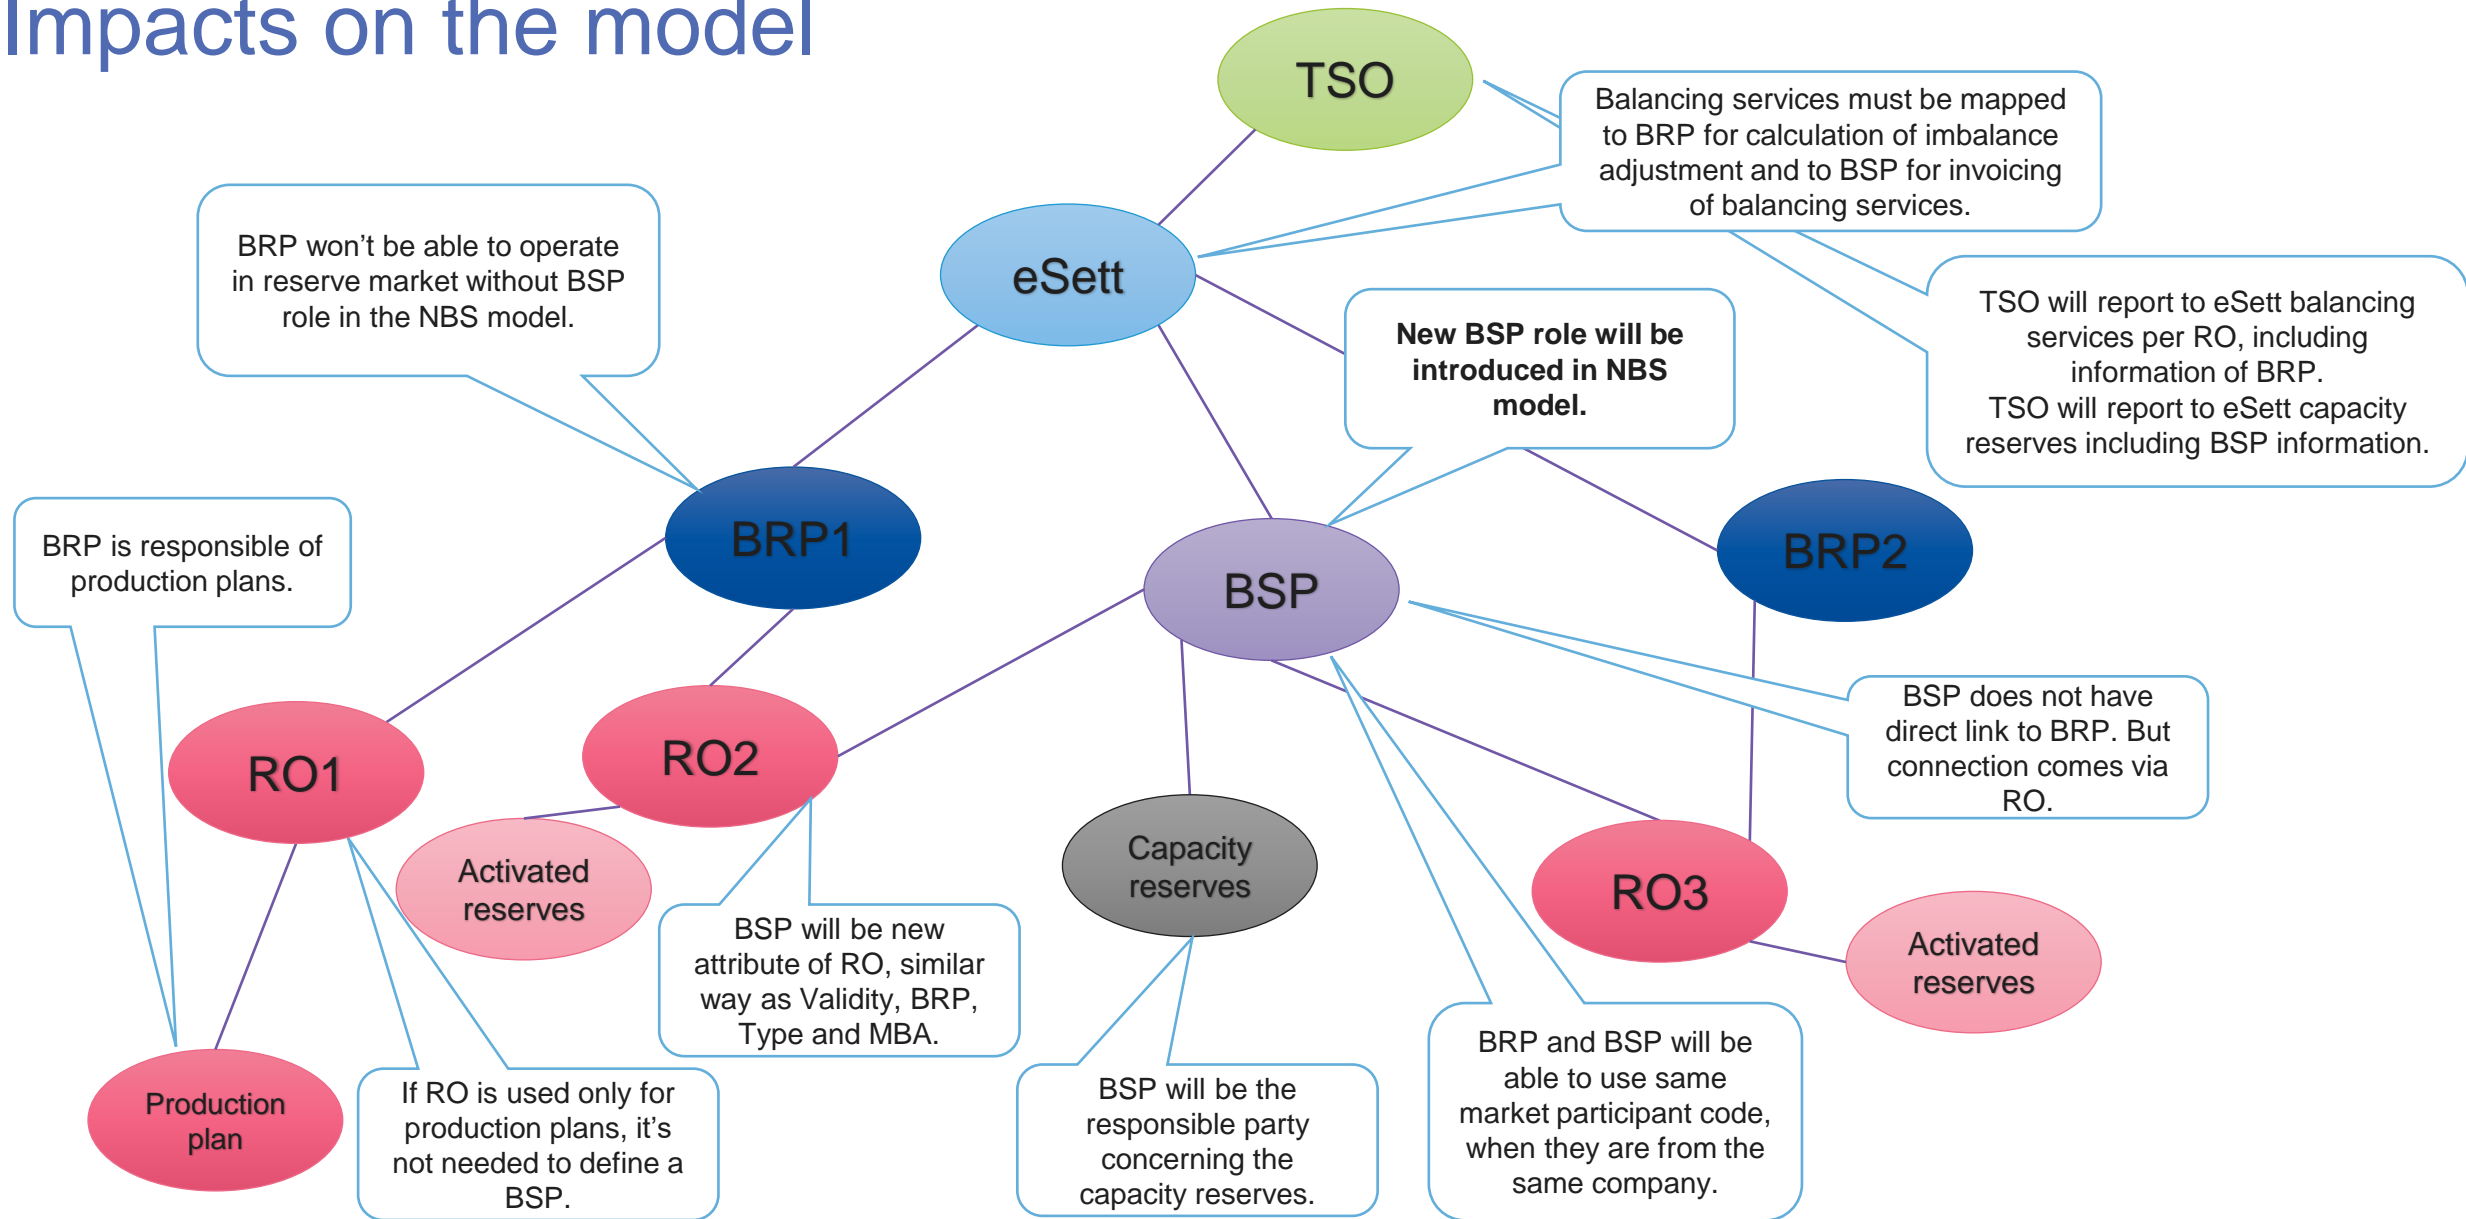 Impacts on the model
TSO
Balancing services must be mapped
to BRP for calculation of imbalance
adjustment and to BSP for invoicing
of balancing services.
BRP won’t be able to operate
in reserve market without BSP
role in the NBS model.
eSett
New BSP role will be
introduced in NBS
model.
TSO will report to eSett balancing
services per RO, including
information of BRP.
TSO will report to eSett capacity
reserves including BSP information.
BRP is responsible of
production plans.
BRP1
BSP
BRP2
RO1
RO2
BSP does not have
direct link to BRP. But
connection comes via
RO.
Activated
reserves
Capacity
reserves
RO3
Activated
reserves
BSP will be new
attribute of RO, similar
way as Validity, BRP,
Type and MBA.
Production
plan
If RO is used only for
production plans, it’s
not needed to define a
BSP.
BSP will be the
responsible party
concerning the
capacity reserves.
BRP and BSP will be
able to use same
market participant code,
when they are from the
same company.